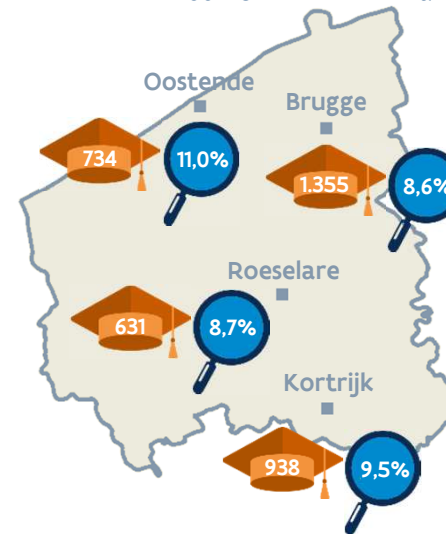 Oostende
Brugge
734
11,0%
1.355
8,6%
Roeselare
631
8,7%
Kortrijk
938
9,5%